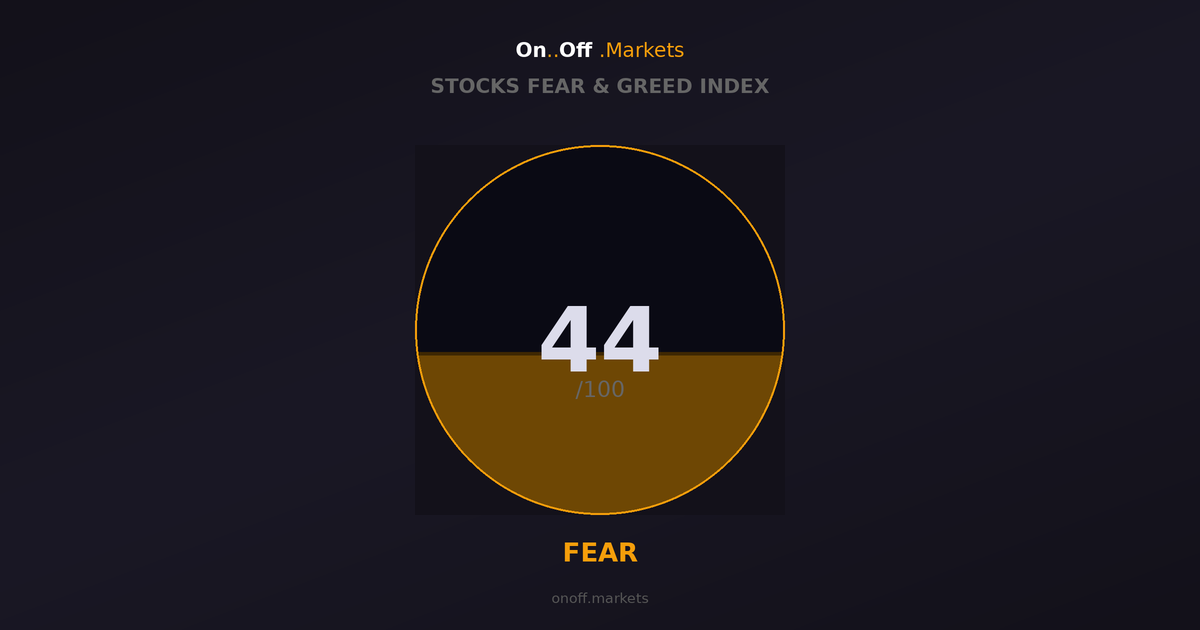 On..Off .Markets
STOCKS FEAR & GREED INDEX
44
/100
FEAR
onoff.markets